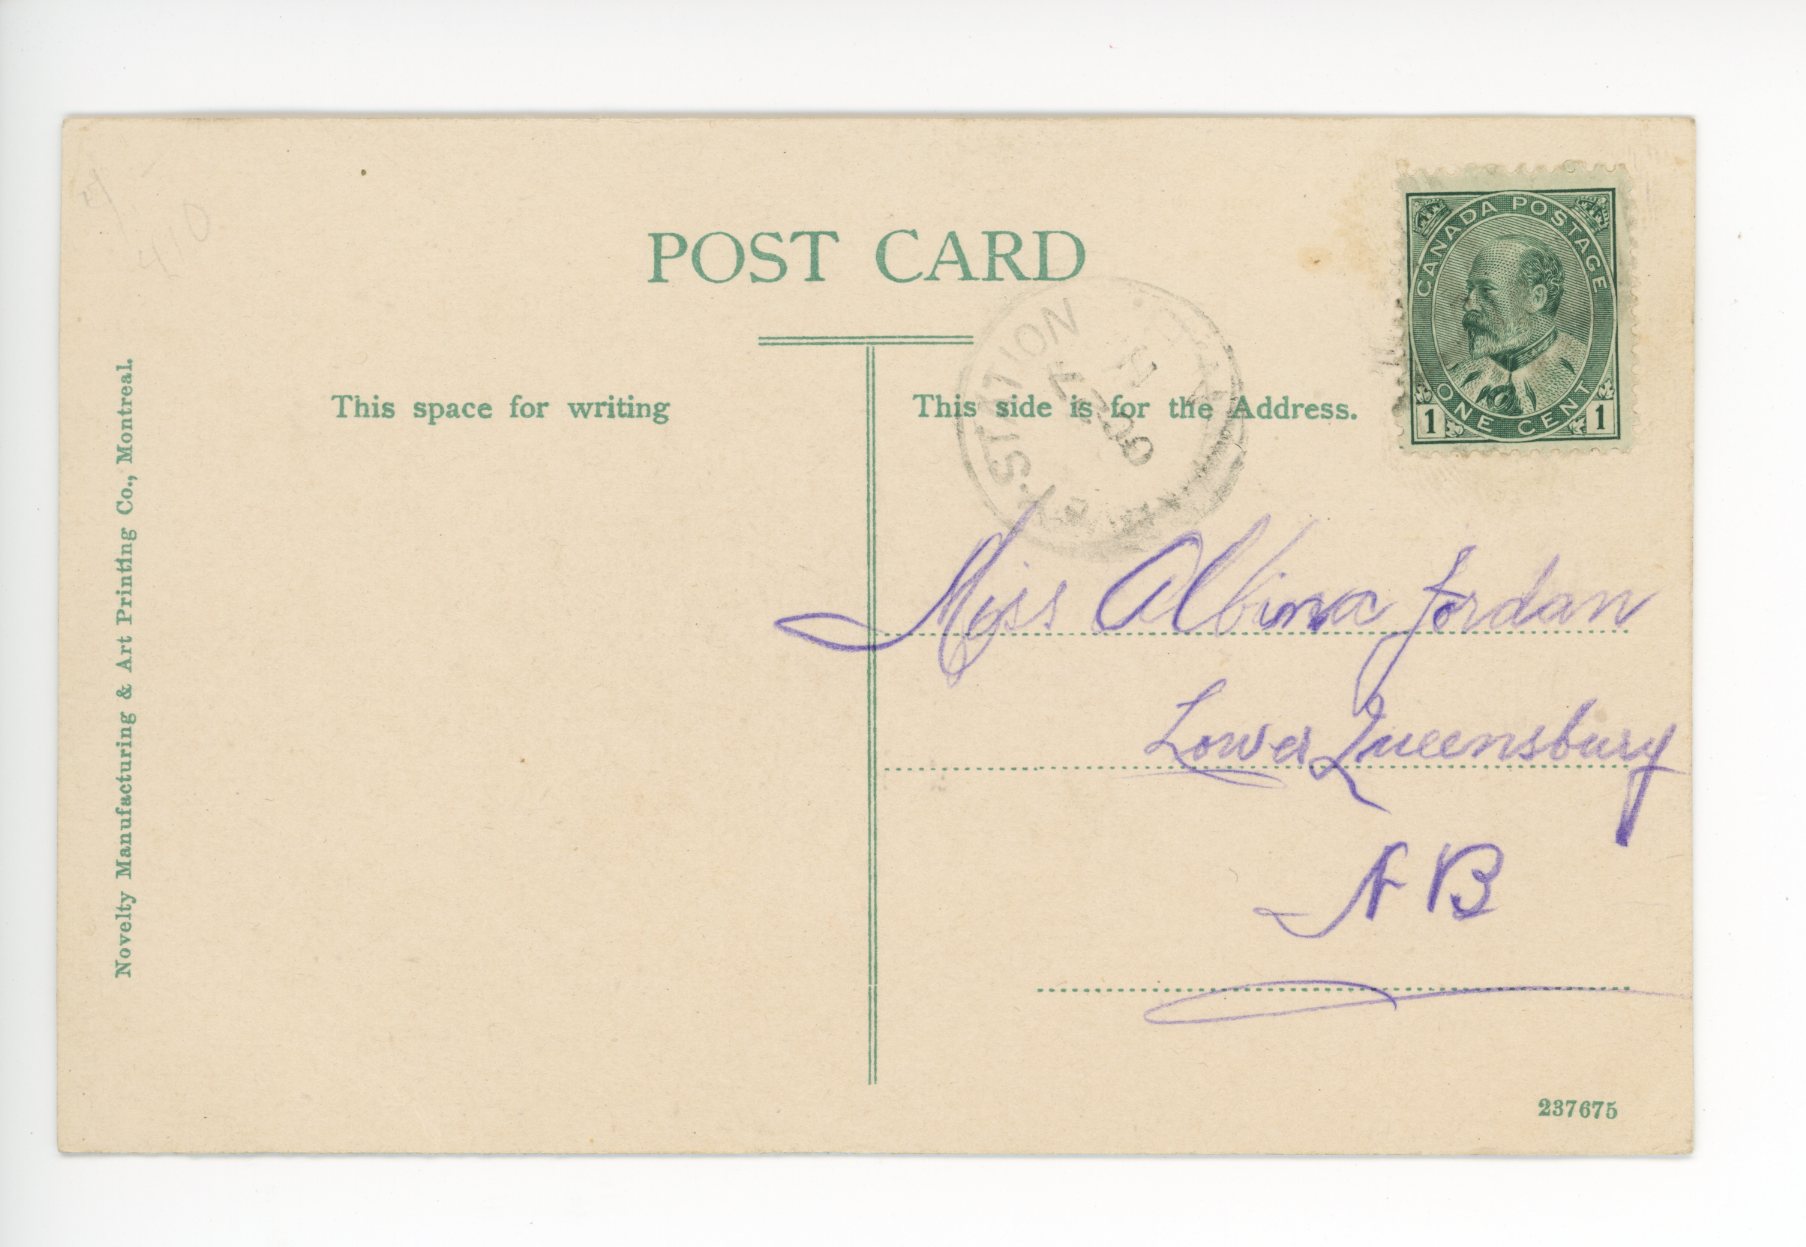 POST CARD
This space for writing
This side is for the Address.
CANADA POSTAGE
1 ONE CENT 1
STATION
Miss Albina Jordan
Lower Queensbury
N B
237675
Novelty Manufacturing & Art Printing Co., Montreal.